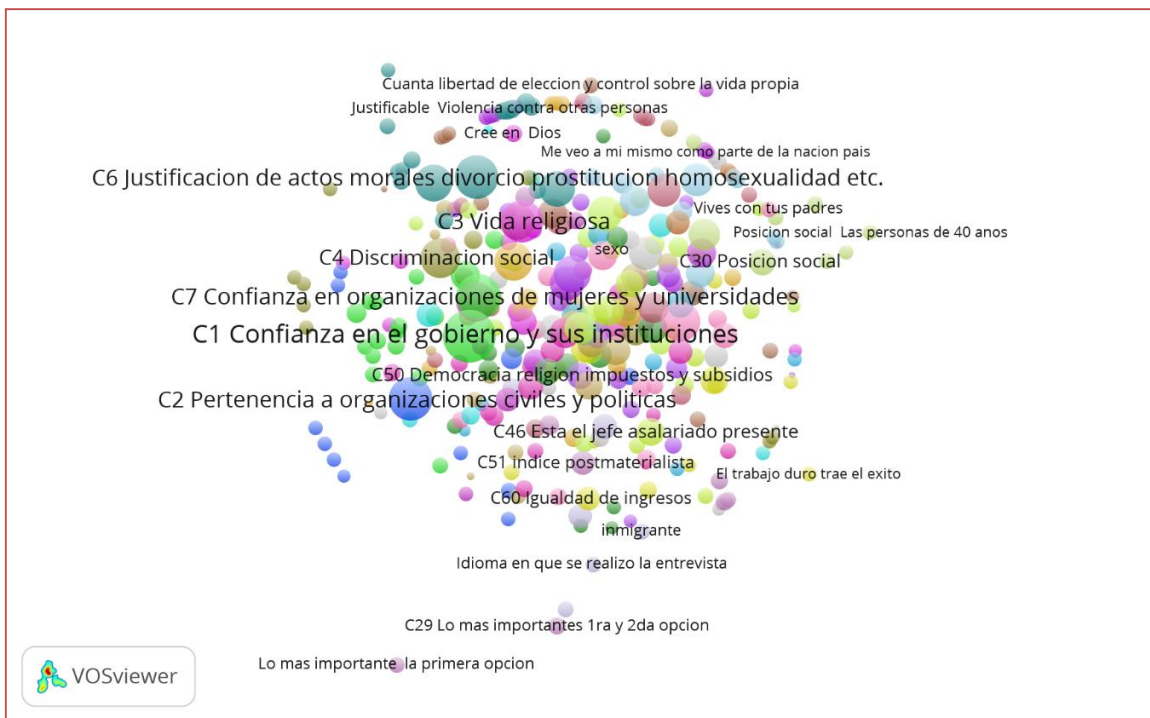 Cuanta libertad de eleccion y control sobre la vida propia
Justificable Violencia contra otras personas
Cree en Dios
Me veo a mi mismo como parte de la nacion pais
C6 Justificacion de actos morales divorcio prostitucion homosexualidad etc.
Vives con tus padres
C3 Vida religiosa
Posicion social Las personas de 40 anos
sexo
C4 Discriminacion social
C30 Posicion social
C7 Confianza en organizaciones de mujeres y universidades
C1 Confianza en el gobierno y sus instituciones
C50 Democracia religion impuestos y subsidios
C2 Pertenencia a organizaciones civiles y politicas
C46 Esta el jefe asalariado presente
C51 indice postmaterialista
El trabajo duro trae el exito
C60 Igualdad de ingresos
inmigrante
Idioma en que se realizo la entrevista
C29 Lo mas importantes 1ra y 2da opcion
Lo mas importante la primera opcion
VOSviewer